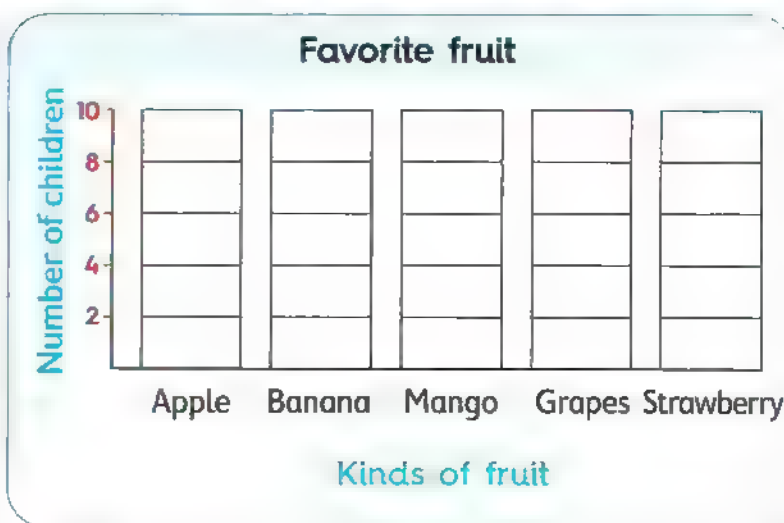 Favorite fruit
Number of children
10
8
6
4
2
Apple Banana Mango Grapes Strawberry
Kinds of fruit